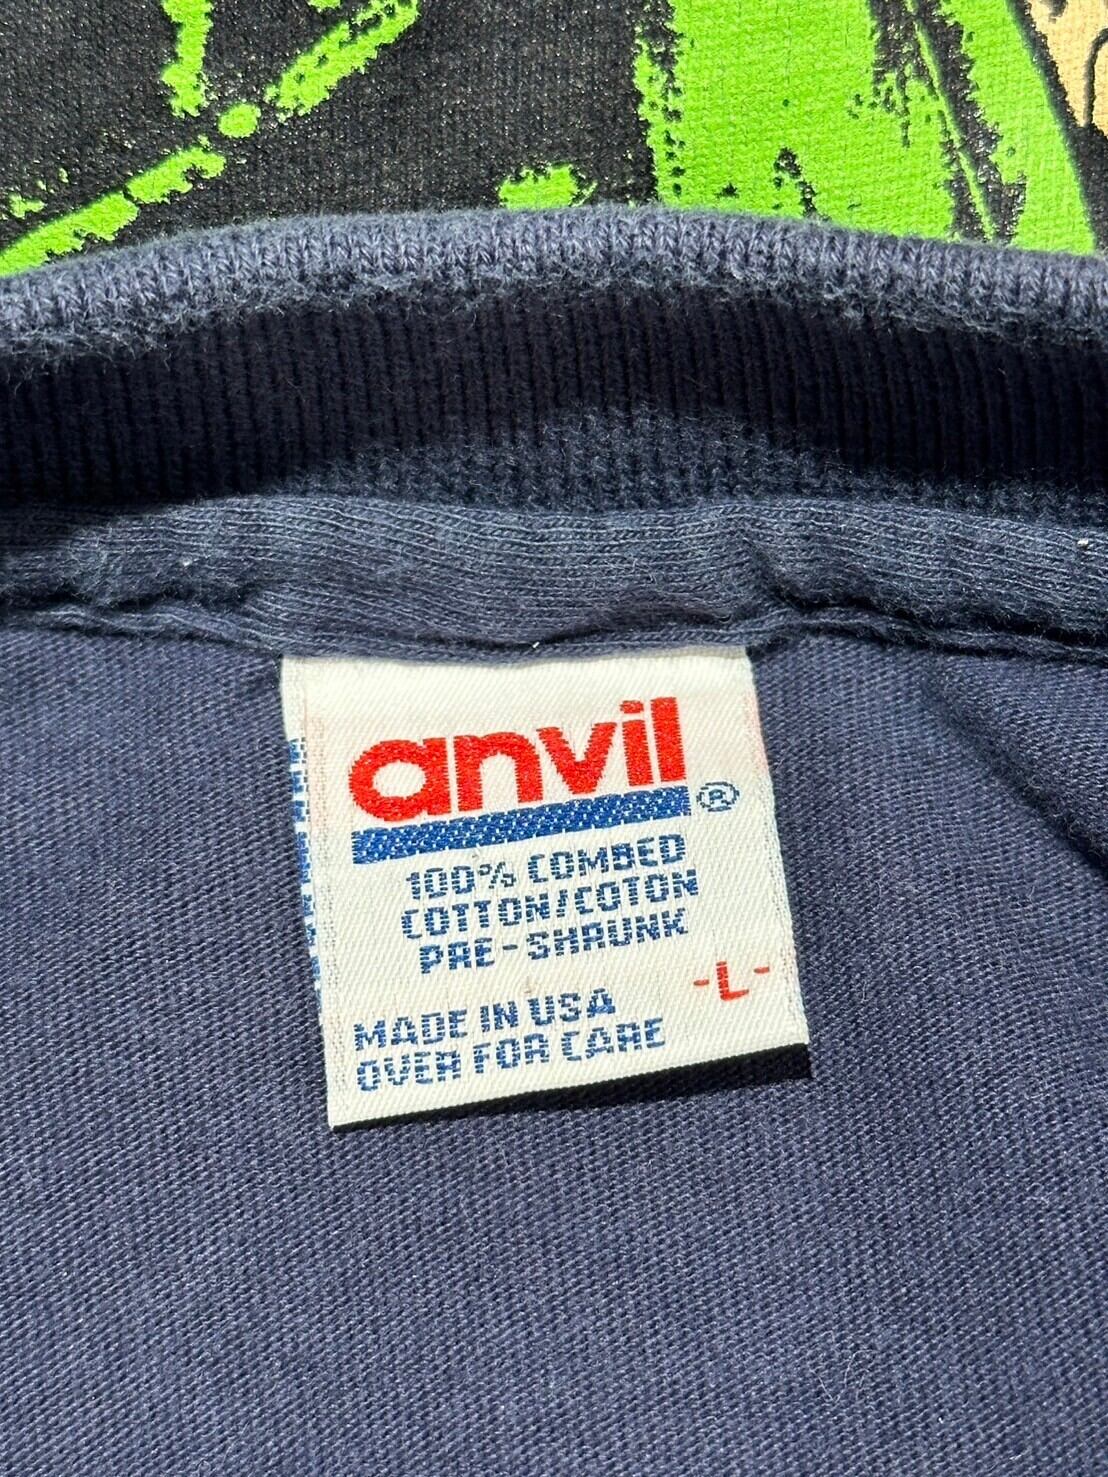 anvil®
100% COMBED
COTTON/COTON
PRE-SHRUNK
-L-
MADE IN USA
OVER FOR CARE